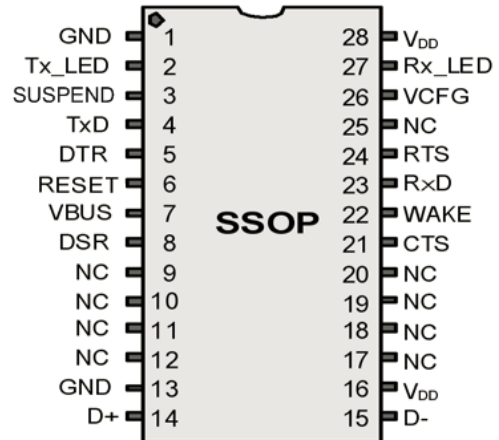 GND 1 28 VDD
Tx_LED 2 27 Rx_LED
SUSPEND 3 26 VCFG
TxD 4 25 NC
DTR 5 24 RTS
RESET 6 23 RxD
VBUS 7 22 WAKE
SSOP
DSR 8 21 CTS
NC 9 20 NC
NC 10 19 NC
NC 11 18 NC
NC 12 17 NC
GND 13 16 VDD
D+ 14 15 D-